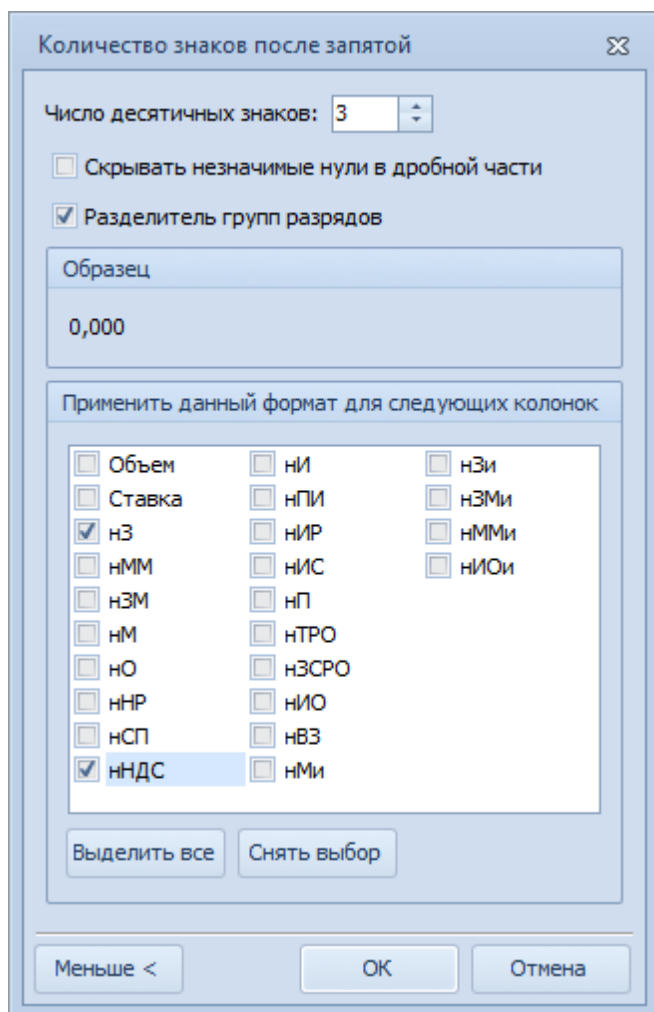 Количество знаков после запятой
Число десятичных знаков: 3
Скрывать незначимые нули в дробной части
Разделитель групп разрядов
Образец
0,000
Применить данный формат для следующих колонок
Объем нИ нЗи
Ставка нПИ нЗМи
нЗ нИР нММи
нММ нИС нИОи
нЗМ нП
нМ нТРО
нО нЗСРО
нНР нИО
нСП нВЗ
нНДС нМи
Выделить все Снять выбор
Меньше < ОК Отмена